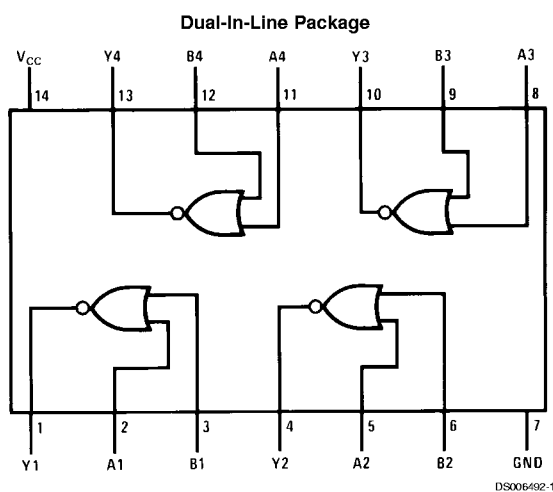 Dual-In-Line Package
VCC Y4 B4 A4 Y3 B3 A3
14 13 12 11 10 9 8
1 2 3 4 5 6 7
Y1 A1 B1 Y2 A2 B2 GND
DS006492-1